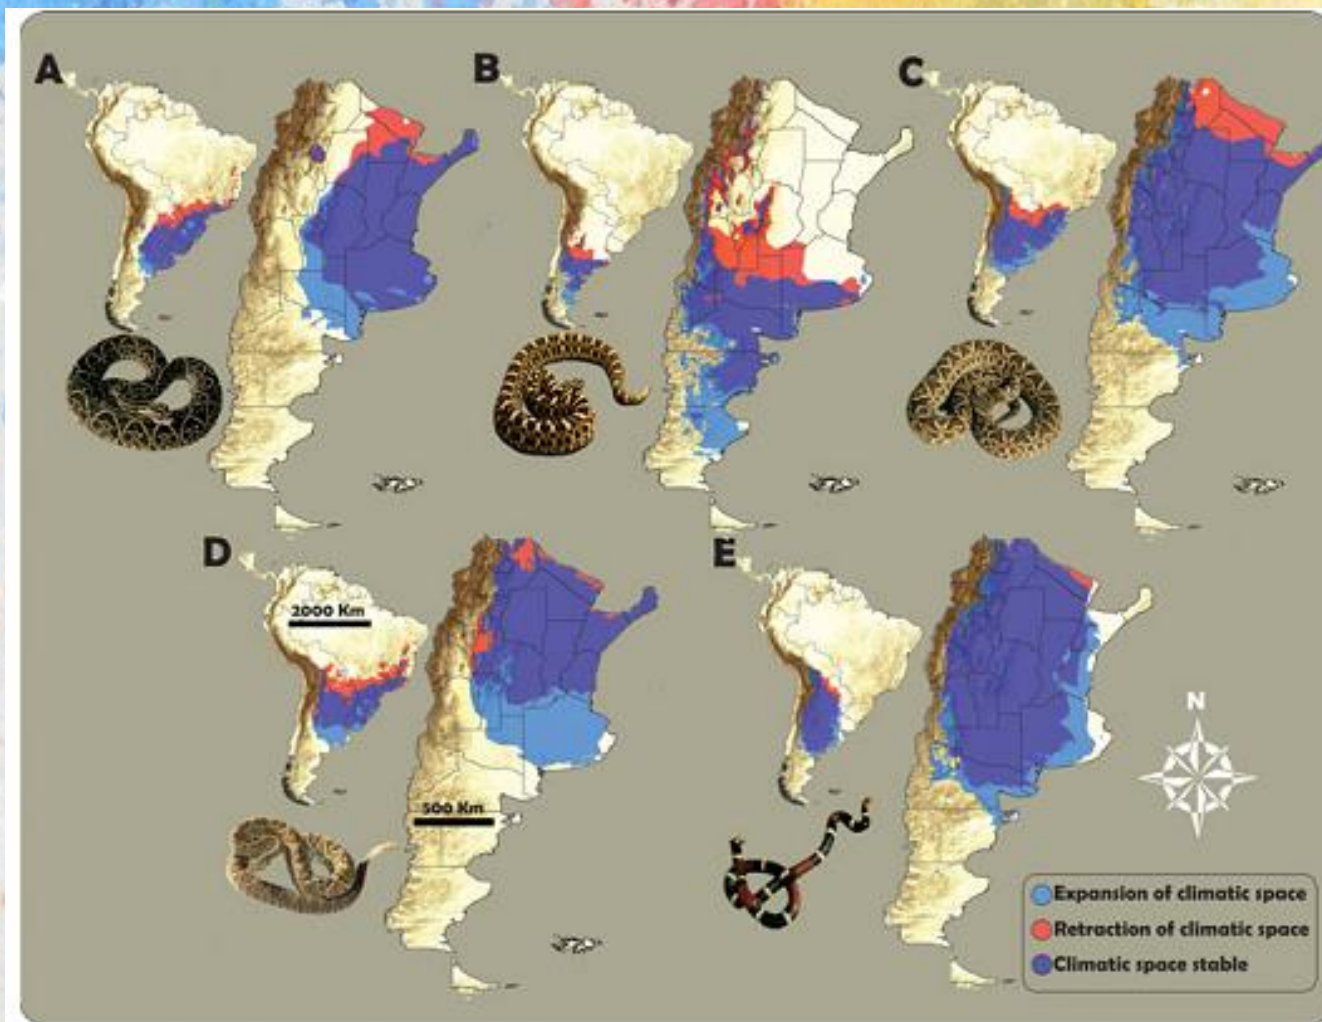 A
B
C
D
E
2000 Km
500 Km
N
Expansion of climatic space
Retraction of climatic space
Climatic space stable